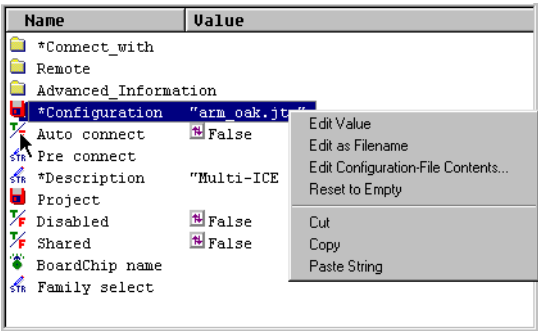 Name Value
*Connect_with
Remote
Advanced_Information
*Configuration "arm_oak.jt
Auto connect False
Pre connect
*Description "Multi-ICE
Project
Disabled False
Shared False
BoardChip name
Family select
Edit Value
Edit as Filename
Edit Configuration-File Contents...
Reset to Empty
Cut
Copy
Paste String